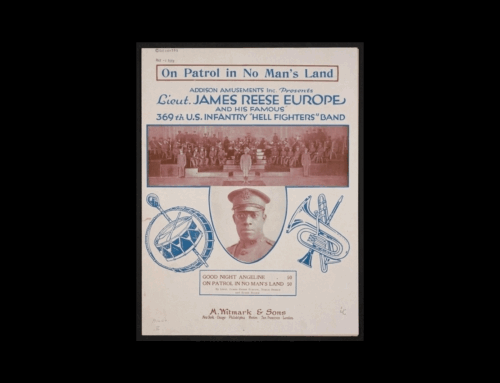 On Patrol in No Man's Land
ADDISON AMUSEMENTS Inc. Presents
Lieut. JAMES REESE EUROPE
AND HIS FAMOUS
369th U.S. INFANTRY "HELL FIGHTERS" BAND
GOOD NIGHT ANGELINE
ON PATROL IN NO MAN'S LAND
M. Witmark & Sons